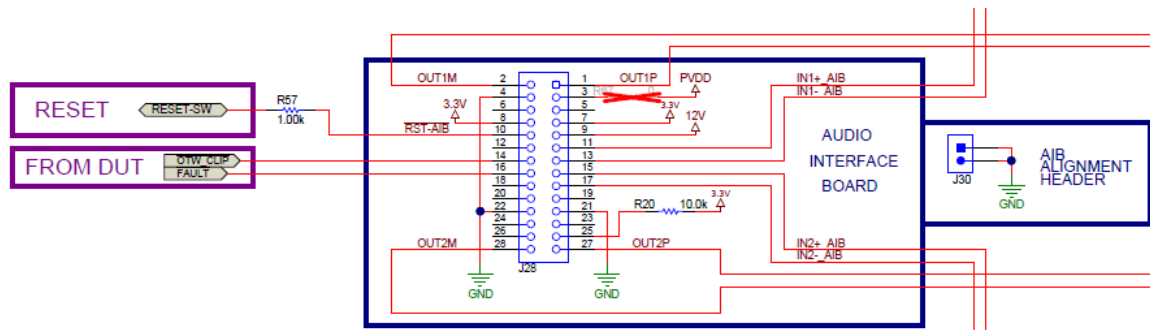 OUT1M
2
1
OUT1P
PVDD
IN1+_AIB
4
3
IN1-_AIB
RESET
RESET-SW
R57
1.00k
3.3V
6
5
3.3V
12V
8
7
RST-AIB
10
9
12
11
AUDIO
INTERFACE
BOARD
FROM DUT
OTW_CLIP
FAULT
14
13
16
15
18
17
20
19
R20
10.0k
3.3V
22
21
24
23
26
25
OUT2M
28
27
OUT2P
IN2+_AIB
IN2-_AIB
J28
GND
GND
J30
GND
AIB
ALIGNMENT
HEADER